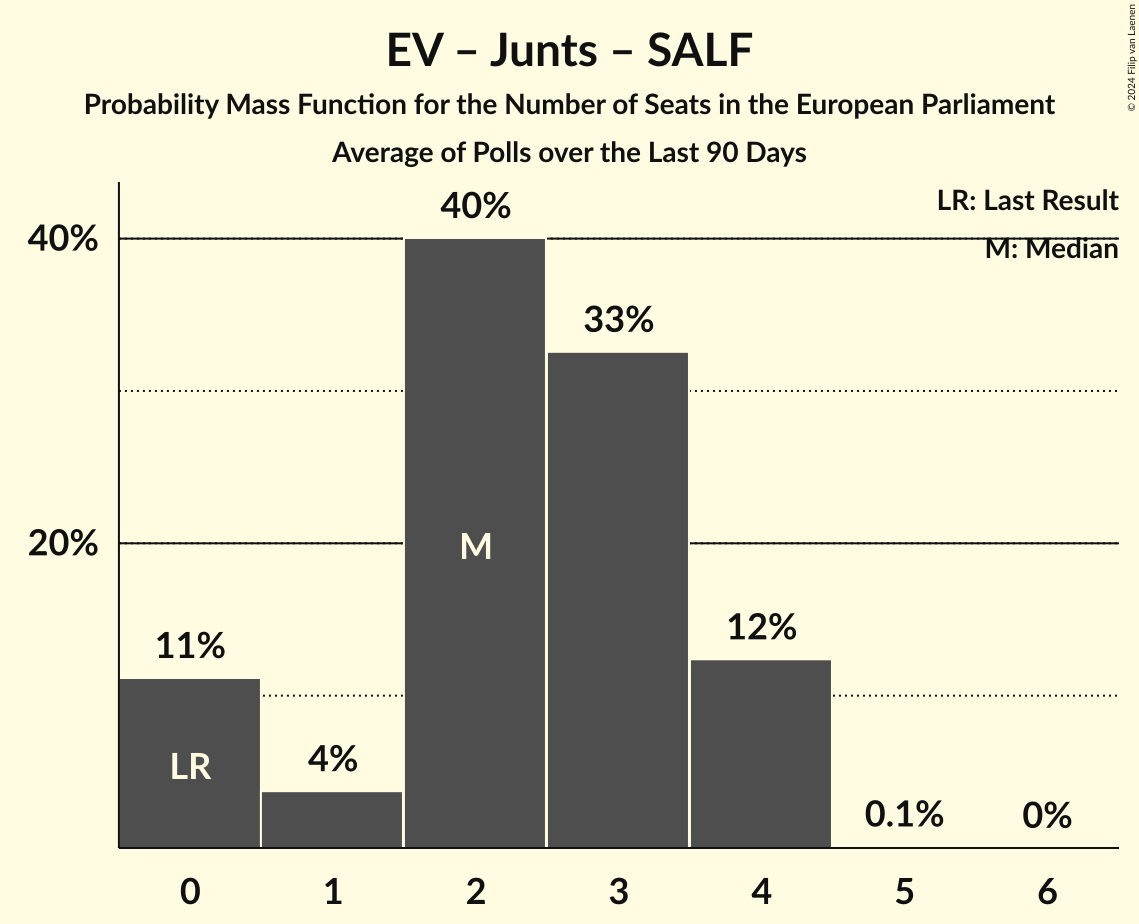 EV – Junts – SALF
Probability Mass Function for the Number of Seats in the European Parliament
Average of Polls over the Last 90 Days
© 2024 Filip van Laenen
LR: Last Result
M: Median
40%
20%
11%
4%
40%
33%
12%
0.1%
0%
LR
M
0 1 2 3 4 5 6